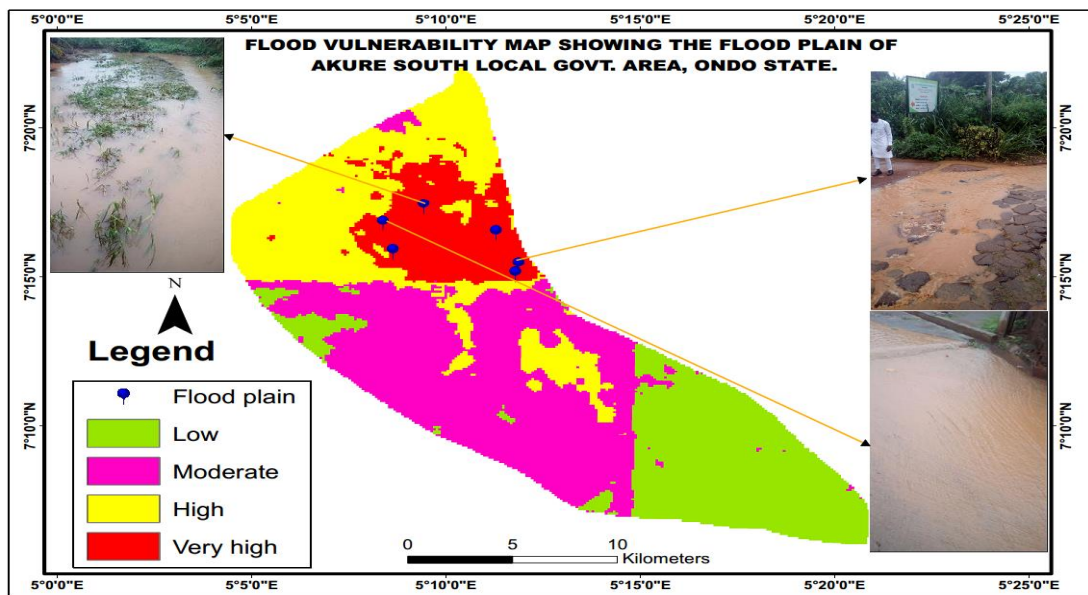 5°0'0"E 5°5'0"E 5°10'0"E 5°15'0"E 5°20'0"E 5°25'0"E
FLOOD VULNERABILITY MAP SHOWING THE FLOOD PLAIN OF
AKURE SOUTH LOCAL GOVT. AREA, ONDO STATE.
7°20'0"N 7°20'0"N
7°15'0"N 7°15'0"N
N
Legend
Flood plain
Low
7°10'0"N 7°10'0"N
Moderate
High
Very high
0 5 10
Kilometers
5°0'0"E 5°5'0"E 5°10'0"E 5°15'0"E 5°20'0"E 5°25'0"E